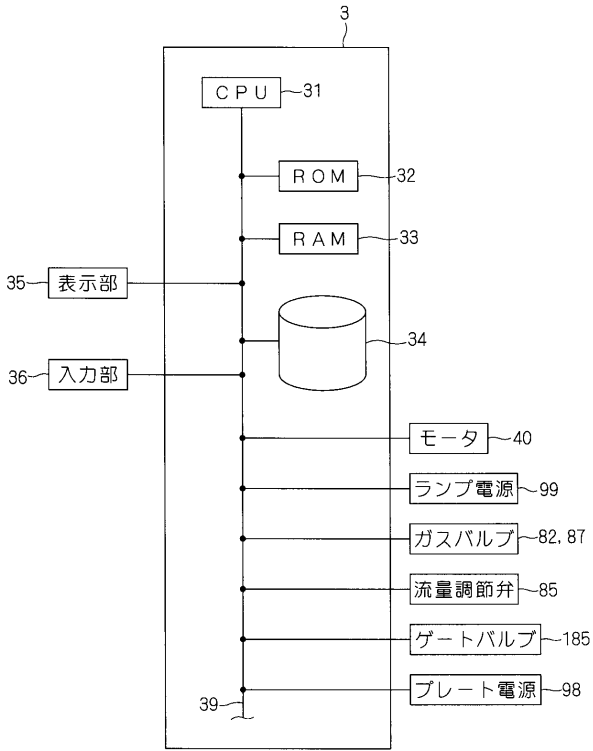 3
CPU 31
ROM 32
RAM 33
35 表示部
34
36 入力部
モータ 40
ランプ電源 99
ガスバルブ 82, 87
流量調節弁 85
ゲートバルブ 185
プレート電源 98
39